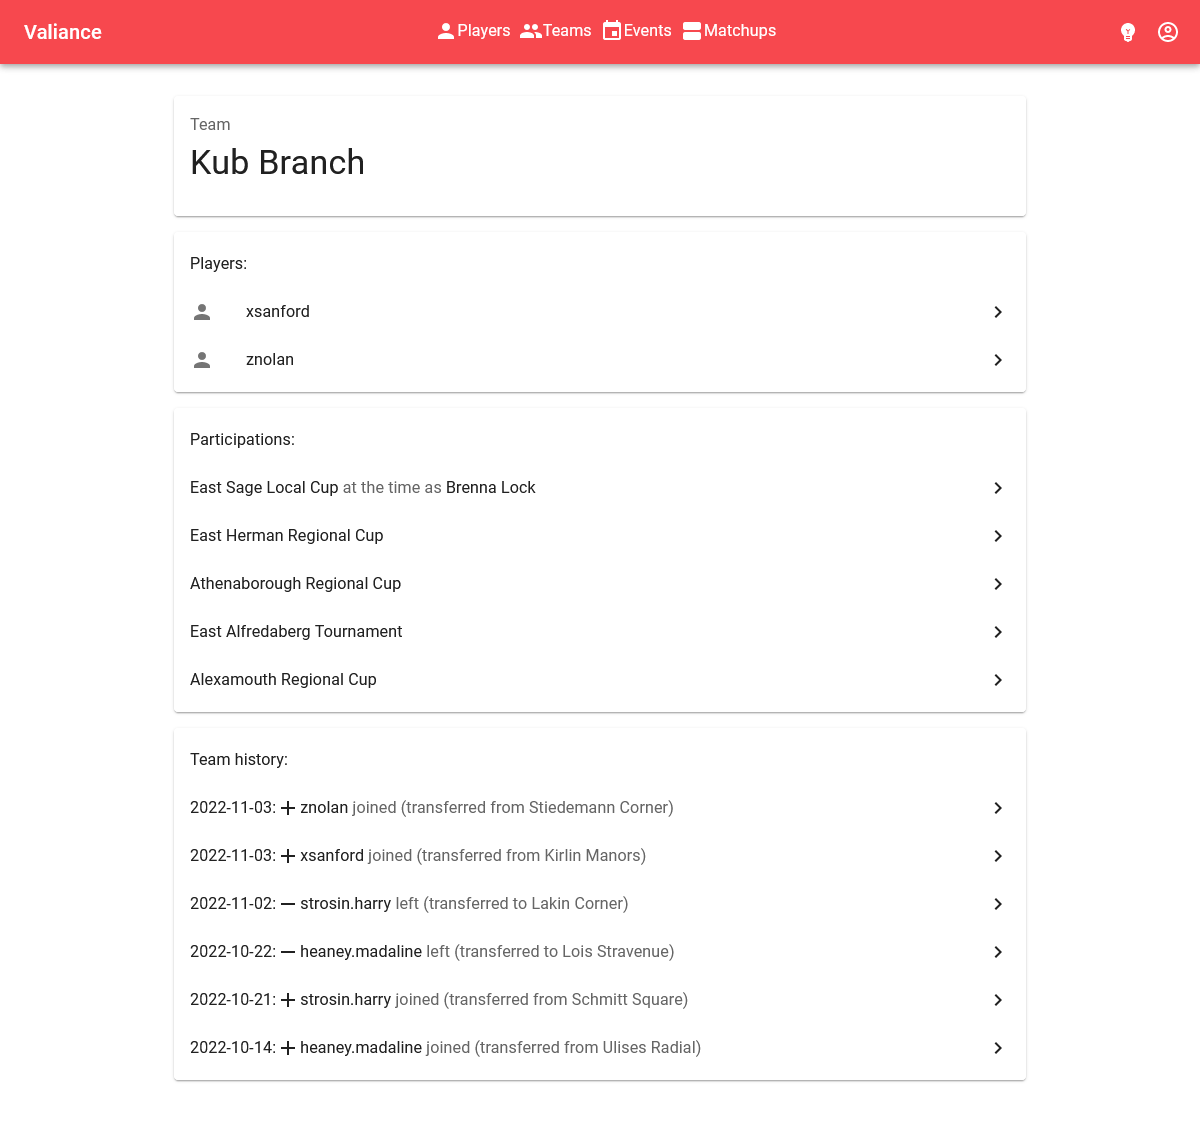 Valiance
Players Teams Events Matchups
Team
Kub Branch
Players:
xsanford
znolan
Participations:
East Sage Local Cup at the time as Brenna Lock
East Herman Regional Cup
Athenaborough Regional Cup
East Alfredaberg Tournament
Alexamouth Regional Cup
Team history:
2022-11-03: + znolan joined (transferred from Stiedemann Corner)
2022-11-03: + xsanford joined (transferred from Kirlin Manors)
2022-11-02: − strosin.harry left (transferred to Lakin Corner)
2022-10-22: − heaney.madaline left (transferred to Lois Stravenue)
2022-10-21: + strosin.harry joined (transferred from Schmitt Square)
2022-10-14: + heaney.madaline joined (transferred from Ulises Radial)